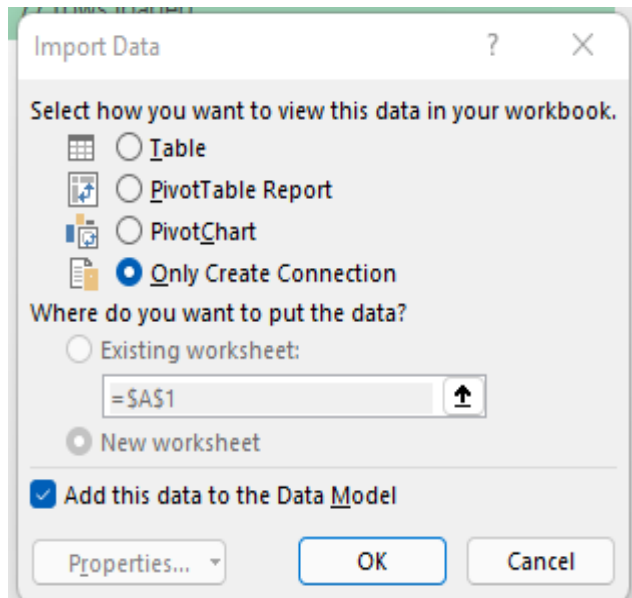 rows loaded
Import Data ?
Select how you want to view this data in your workbook.
Table
PivotTable Report
PivotChart
Only Create Connection
Where do you want to put the data?
Existing worksheet:
=$A$1
New worksheet
Add this data to the Data Model
Properties...
OK Cancel